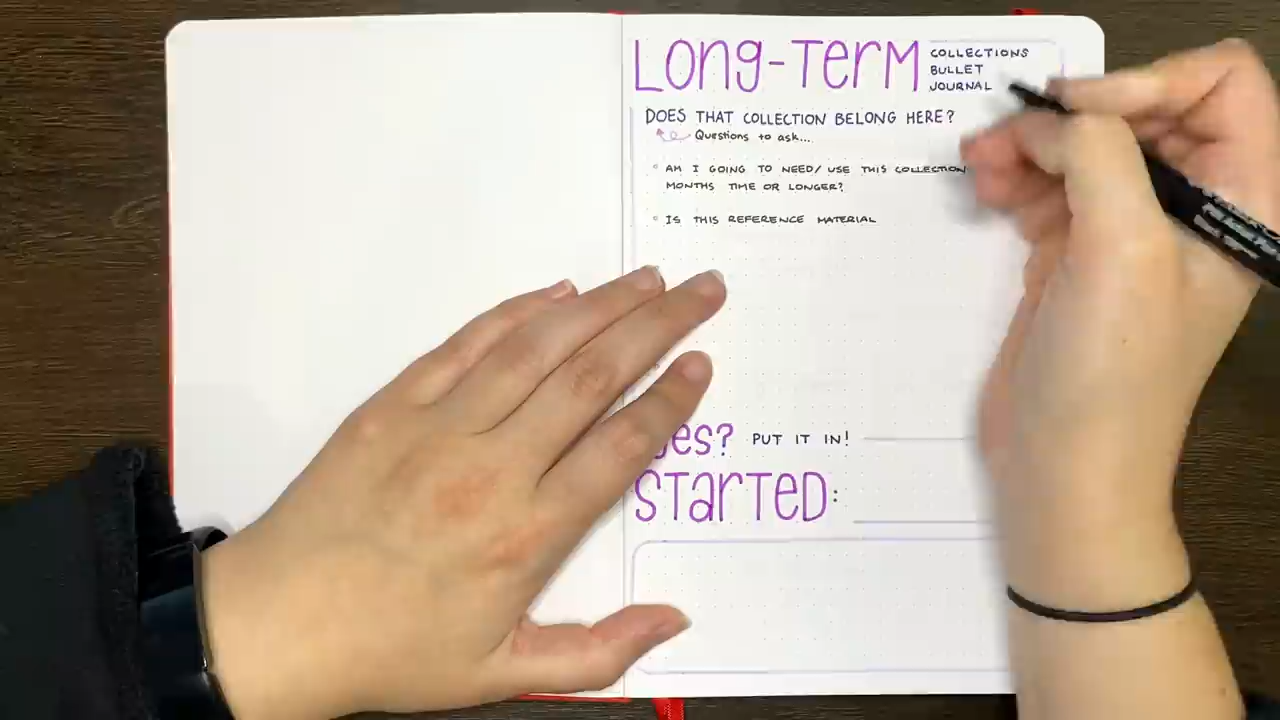 Long-Term
COLLECTIONS
BULLET
JOURNAL
DOES THAT COLLECTION BELONG HERE?
Questions to ask...
AM I GOING TO NEED/ USE THIS COLLECTION
MONTHS TIME OR LONGER?
IS THIS REFERENCE MATERIAL
yes? PUT IT IN!
STarTED: